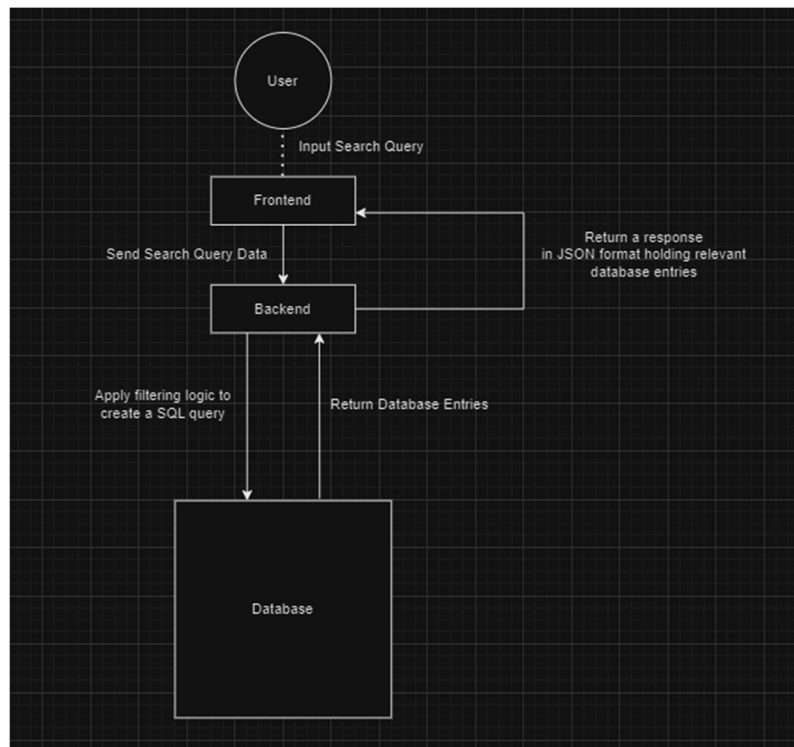 User
Input Search Query
Frontend
Send Search Query Data
Return a response
in JSON format holding relevant
database entries
Backend
Apply filtering logic to
create a SQL query
Return Database Entries
Database